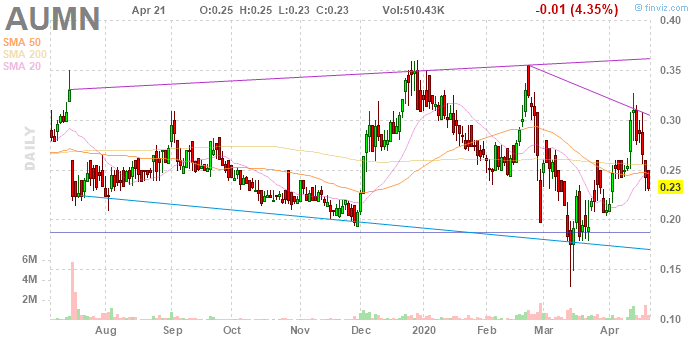 AUMN
Apr 21
O:0.25 H:0.25 L:0.23 C:0.23
Vol:510.43K
-0.01 (4.35%)
© finviz.com
SMA 50
SMA 200
SMA 20
DAILY
0.40
0.35
0.30
0.25
0.23
0.20
0.15
0.10
6M
4M
2M
Aug Sep Oct Nov Dec 2020 Feb Mar Apr